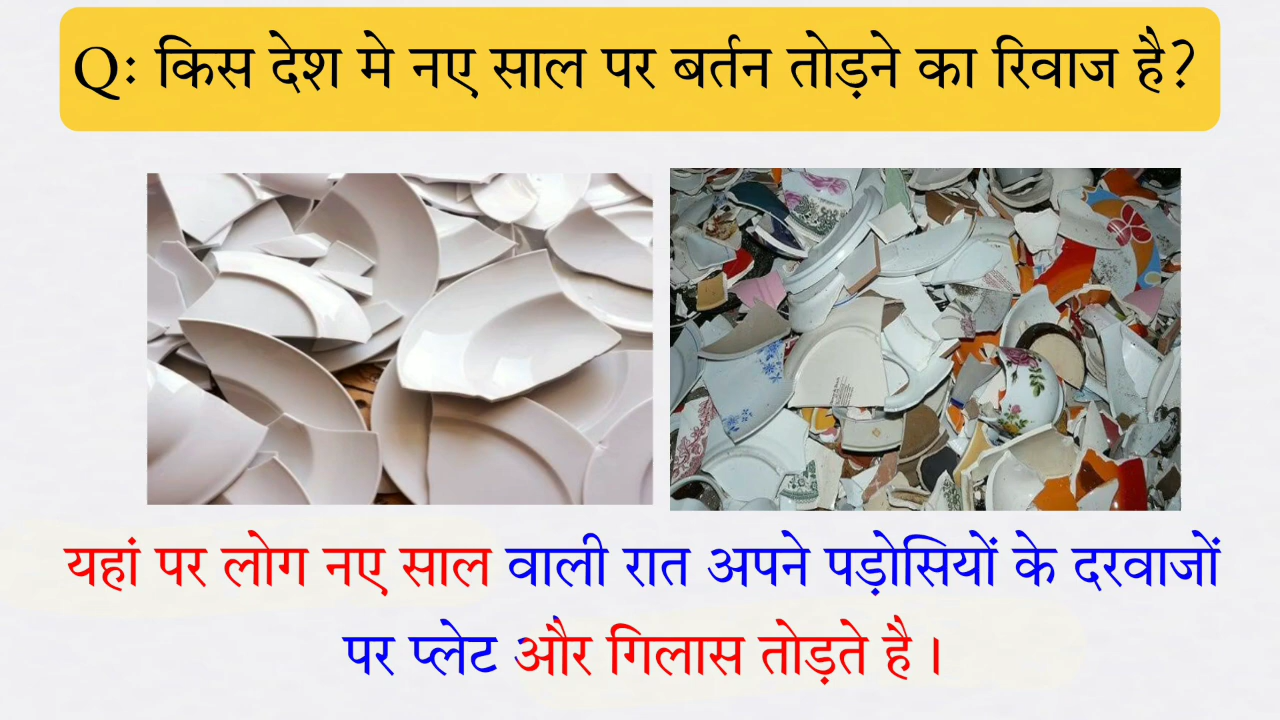 Q: किस देश मे नए साल पर बर्तन तोड़ने का रिवाज है?
यहां पर लोग नए साल वाली रात अपने पड़ोसियों के दरवाजों
पर प्लेट और गिलास तोड़ते है ।